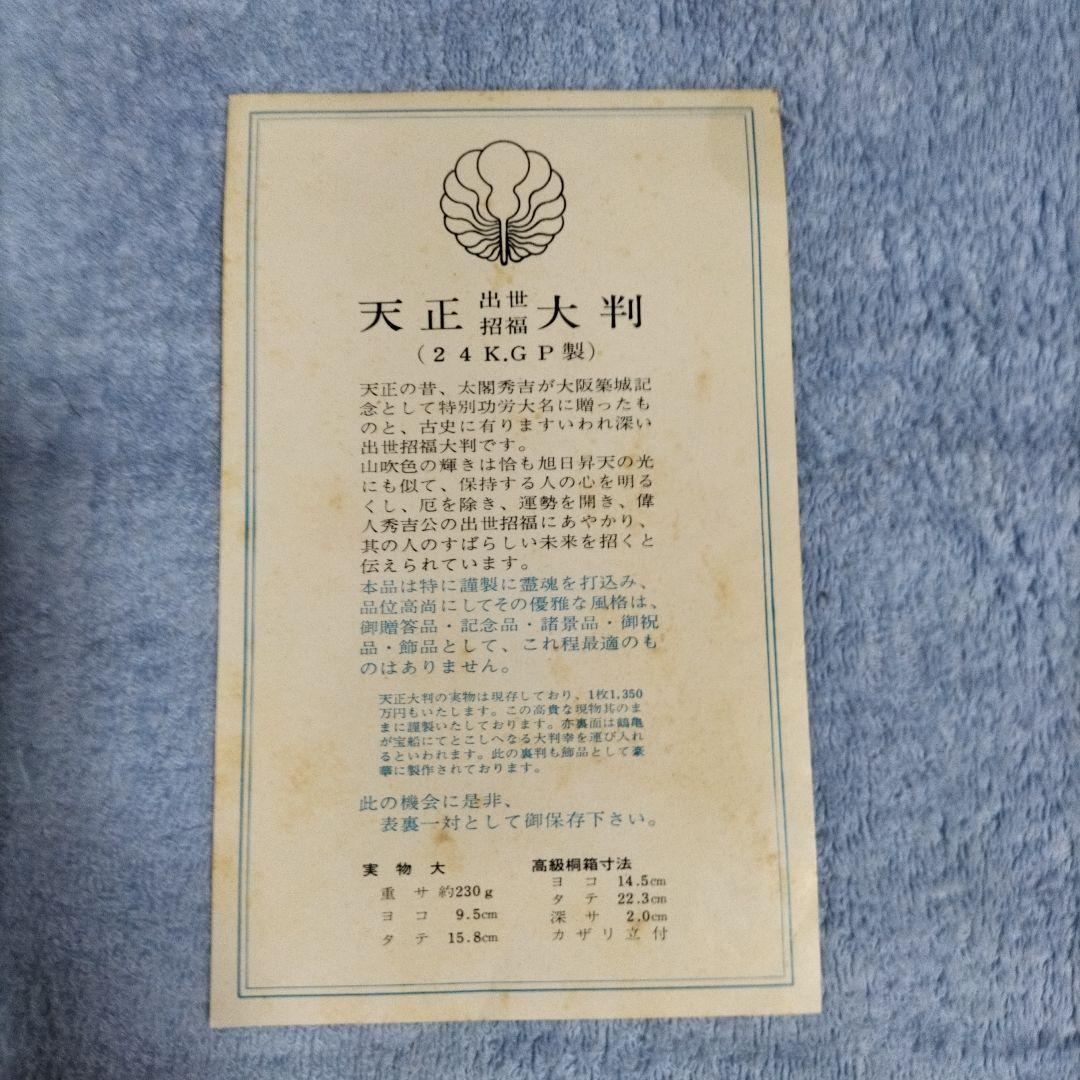 天正 出世招福 大判
(24K.GP製)
天正の昔、太閤秀吉が大阪築城記
念として特別功労大名に贈ったも
のと、古史に有りますいわれ深い
出世招福大判です。
山吹色の輝きは恰も旭日昇天の光
にも似て、保持する人の心を明る
くし、厄を除き、運勢を開き、偉
人秀吉公の出世招福にあやかり、
其の人のすばらしい未来を招くと
伝えられています。
本品は特に謹製に霊魂を打込み、
品位高尚にしてその優雅な風格は、
御贈答品・記念品・諸景品・御祝
品・飾品として、これ程最適のも
のはありません。
天正大判の実物は現存しており、1枚1,350
万円もいたします。この高貴な現物其のま
まに謹製いたしております。亦裏面は鶴亀
が宝船にてとこしへなる大判幸を運び入れ
るといわれます。此の裏判も飾品として豪
華に製作されております。
此の機会に是非、
表裏一対として御保存下さい。
実物大
重サ 約230g
ヨコ 9.5cm
タテ 15.8cm
高級桐箱寸法
ヨコ 14.5cm
タテ 22.3cm
深サ 2.0cm
カザリ立付